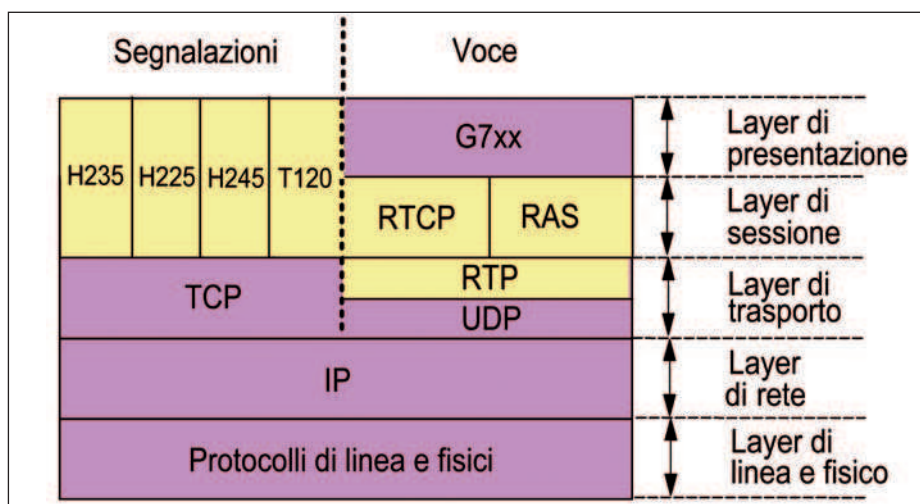 Segnalazioni
Voce
H235
H225
H245
T120
G7xx
RTCP
RAS
RTP
TCP
UDP
IP
Protocolli di linea e fisici
Layer di
presentazione
Layer di
sessione
Layer di
trasporto
Layer
di rete
Layer di
linea e fisico